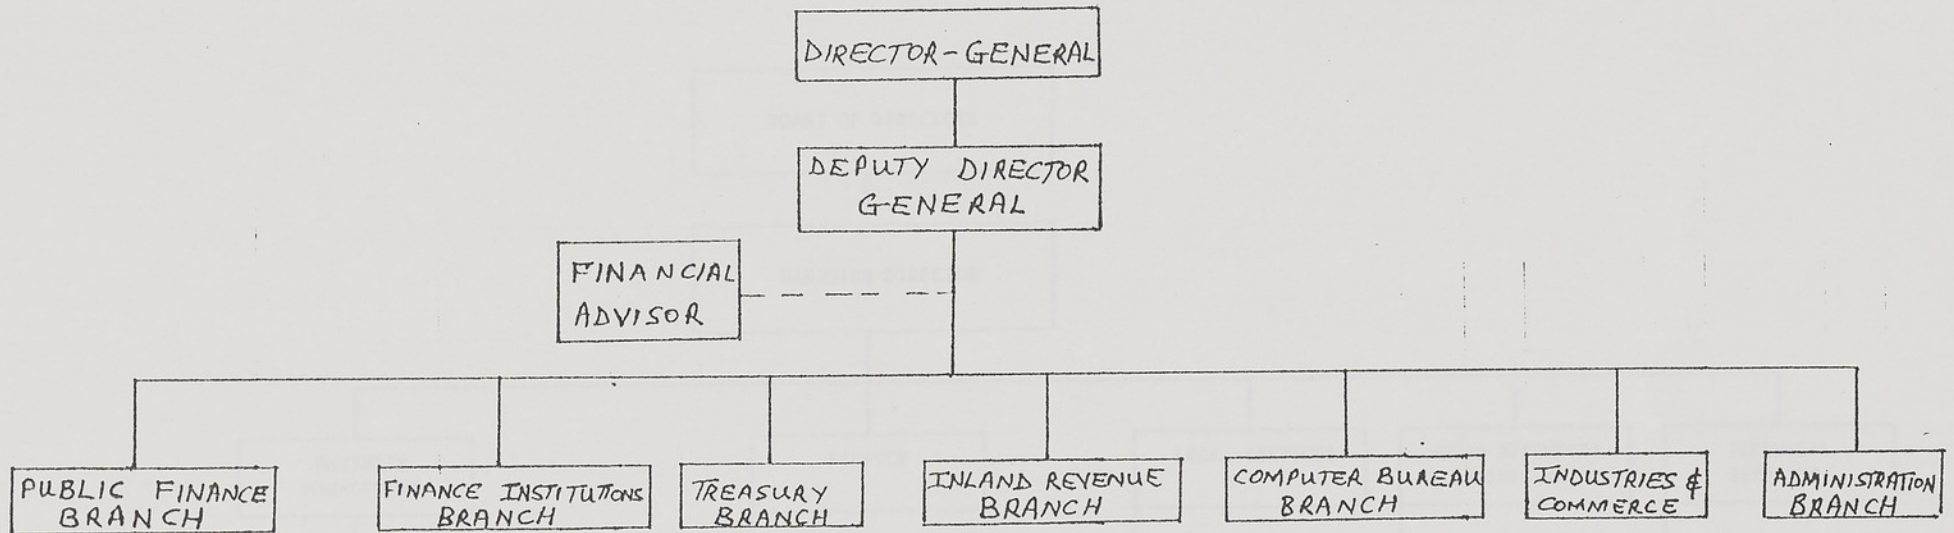 DIRECTOR-GENERAL
DEPUTY DIRECTOR
GENERAL
FINANCIAL
ADVISOR
PUBLIC FINANCE
BRANCH
FINANCE INSTITUTIONS
BRANCH
TREASURY
BRANCH
INLAND REVENUE
BRANCH
COMPUTER BUREAU
BRANCH
INDUSTRIES &
COMMERCE
ADMINISTRATION
BRANCH